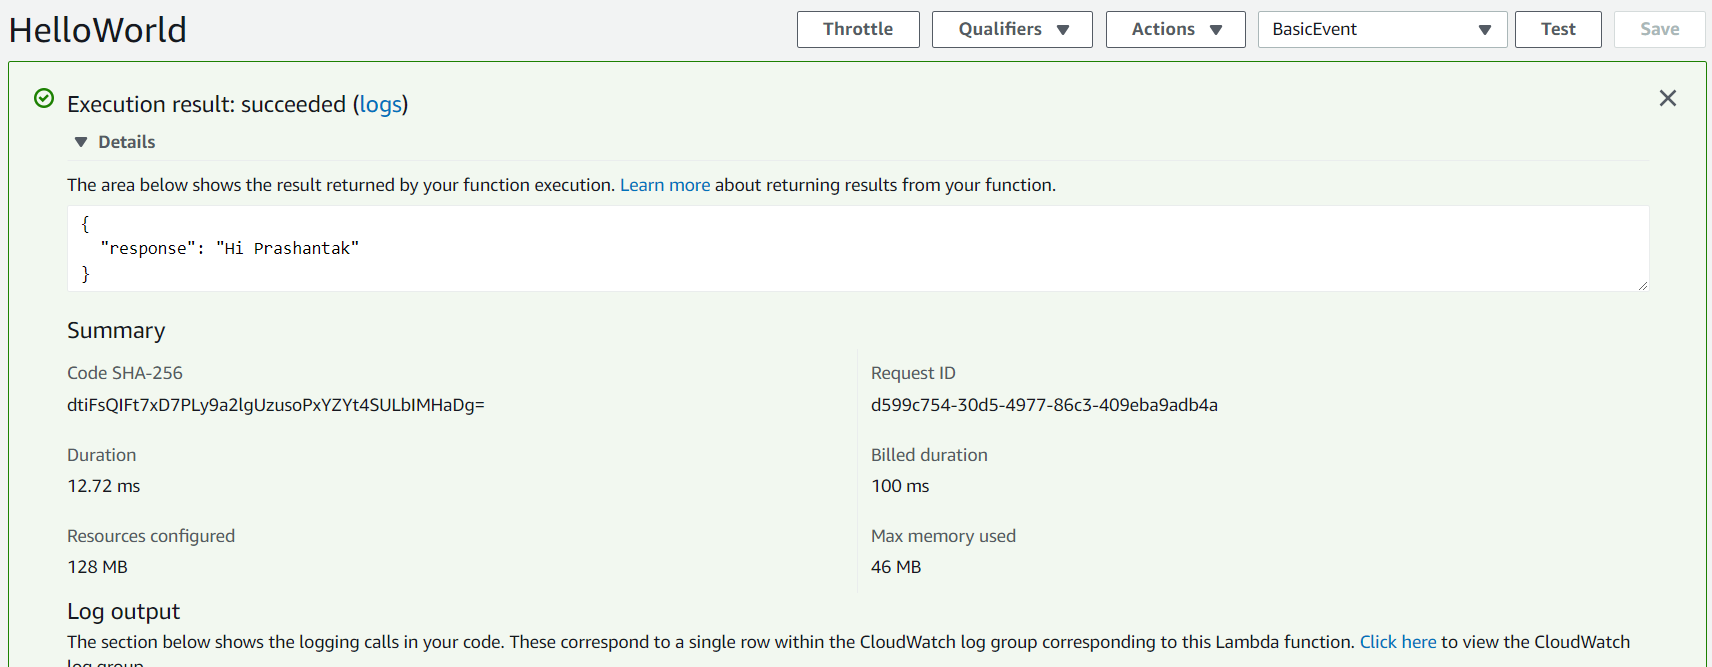 HelloWorld
Throttle
Qualifiers
Actions
BasicEvent
Test
Save
Execution result: succeeded (logs)
Details
The area below shows the result returned by your function execution. Learn more about returning results from your function.
{
"response": "Hi Prashantak"
}
Summary
Code SHA-256
dtiFsQIFt7xD7PLy9a2lgUzusoPxYZYt4SULbIMHaDg=
Request ID
d599c754-30d5-4977-86c3-409eba9adb4a
Duration
12.72 ms
Billed duration
100 ms
Resources configured
128 MB
Max memory used
46 MB
Log output
The section below shows the logging calls in your code. These correspond to a single row within the CloudWatch log group corresponding to this Lambda function. Click here to view the CloudWatch
log group.